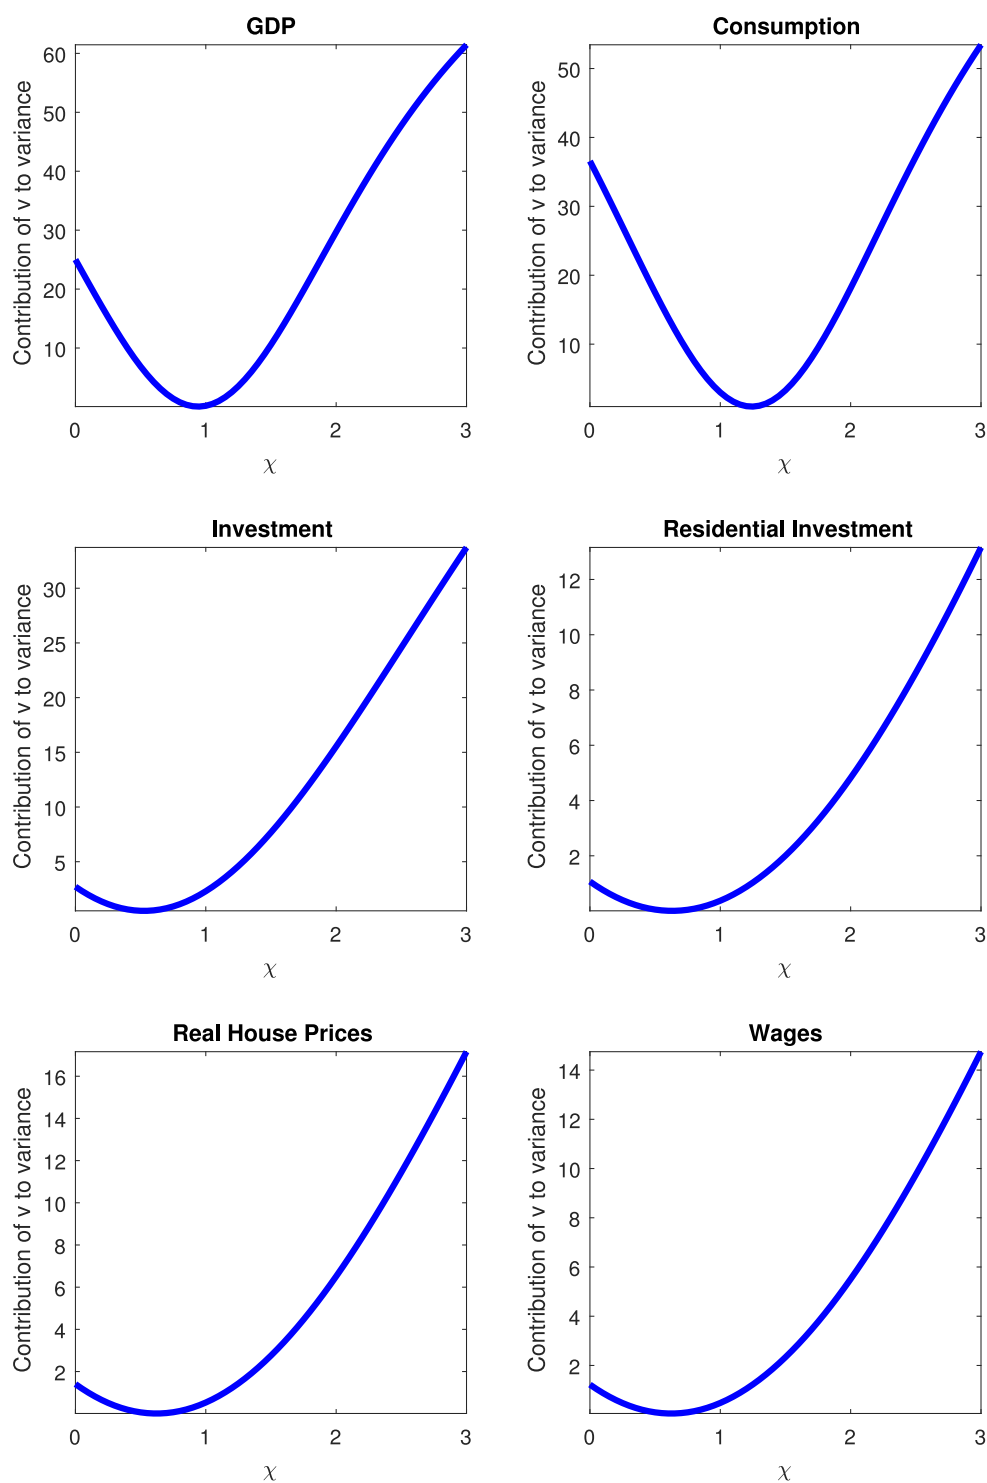 GDP
Contribution of v to variance
60
50
40
30
20
10
0 1 2 3
χ
Consumption
Contribution of v to variance
50
40
30
20
10
0 1 2 3
χ
Investment
Contribution of v to variance
30
25
20
15
10
5
0 1 2 3
χ
Residential Investment
Contribution of v to variance
12
10
8
6
4
2
0 1 2 3
χ
Real House Prices
Contribution of v to variance
16
14
12
10
8
6
4
2
0 1 2 3
χ
Wages
Contribution of v to variance
14
12
10
8
6
4
2
0 1 2 3
χ